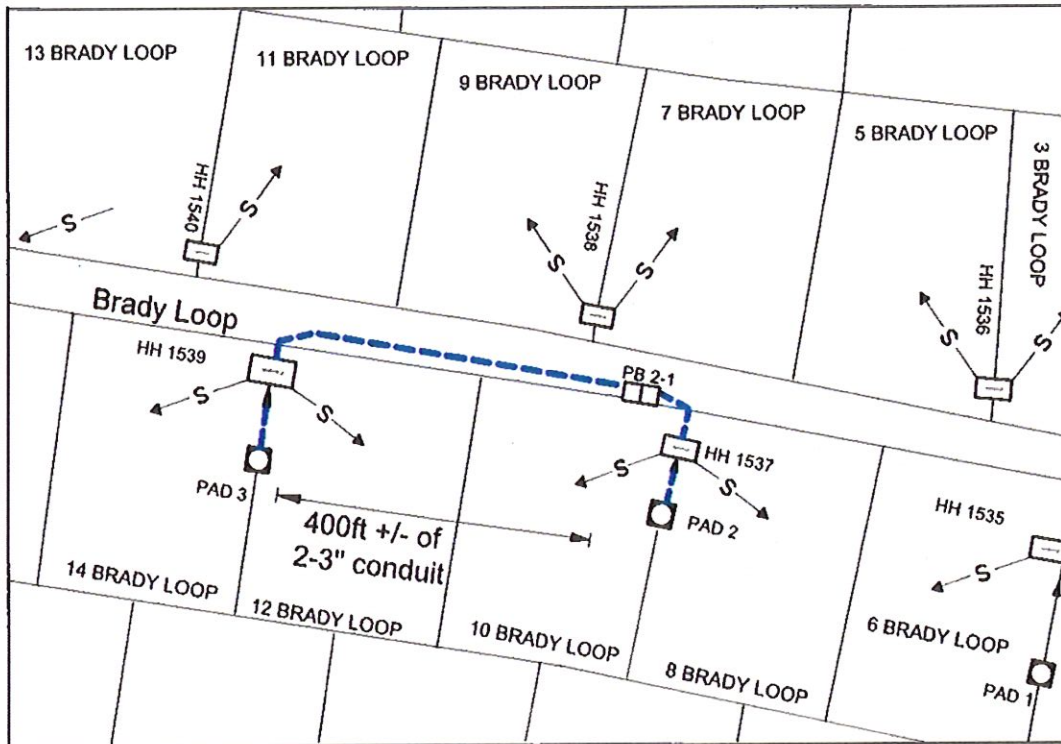 13 BRADY LOOP
11 BRADY LOOP
9 BRADY LOOP
7 BRADY LOOP
5 BRADY LOOP
3 BRADY LOOP
HH 1540
HH 1538
HH 1536
S
S
S
S
S
S
Brady Loop
HH 1539
PB 2-1
S
S
HH 1537
S
S
PAD 3
PAD 2
HH 1535
S
400ft +/- of
2-3" conduit
14 BRADY LOOP
12 BRADY LOOP
10 BRADY LOOP
8 BRADY LOOP
6 BRADY LOOP
PAD 1